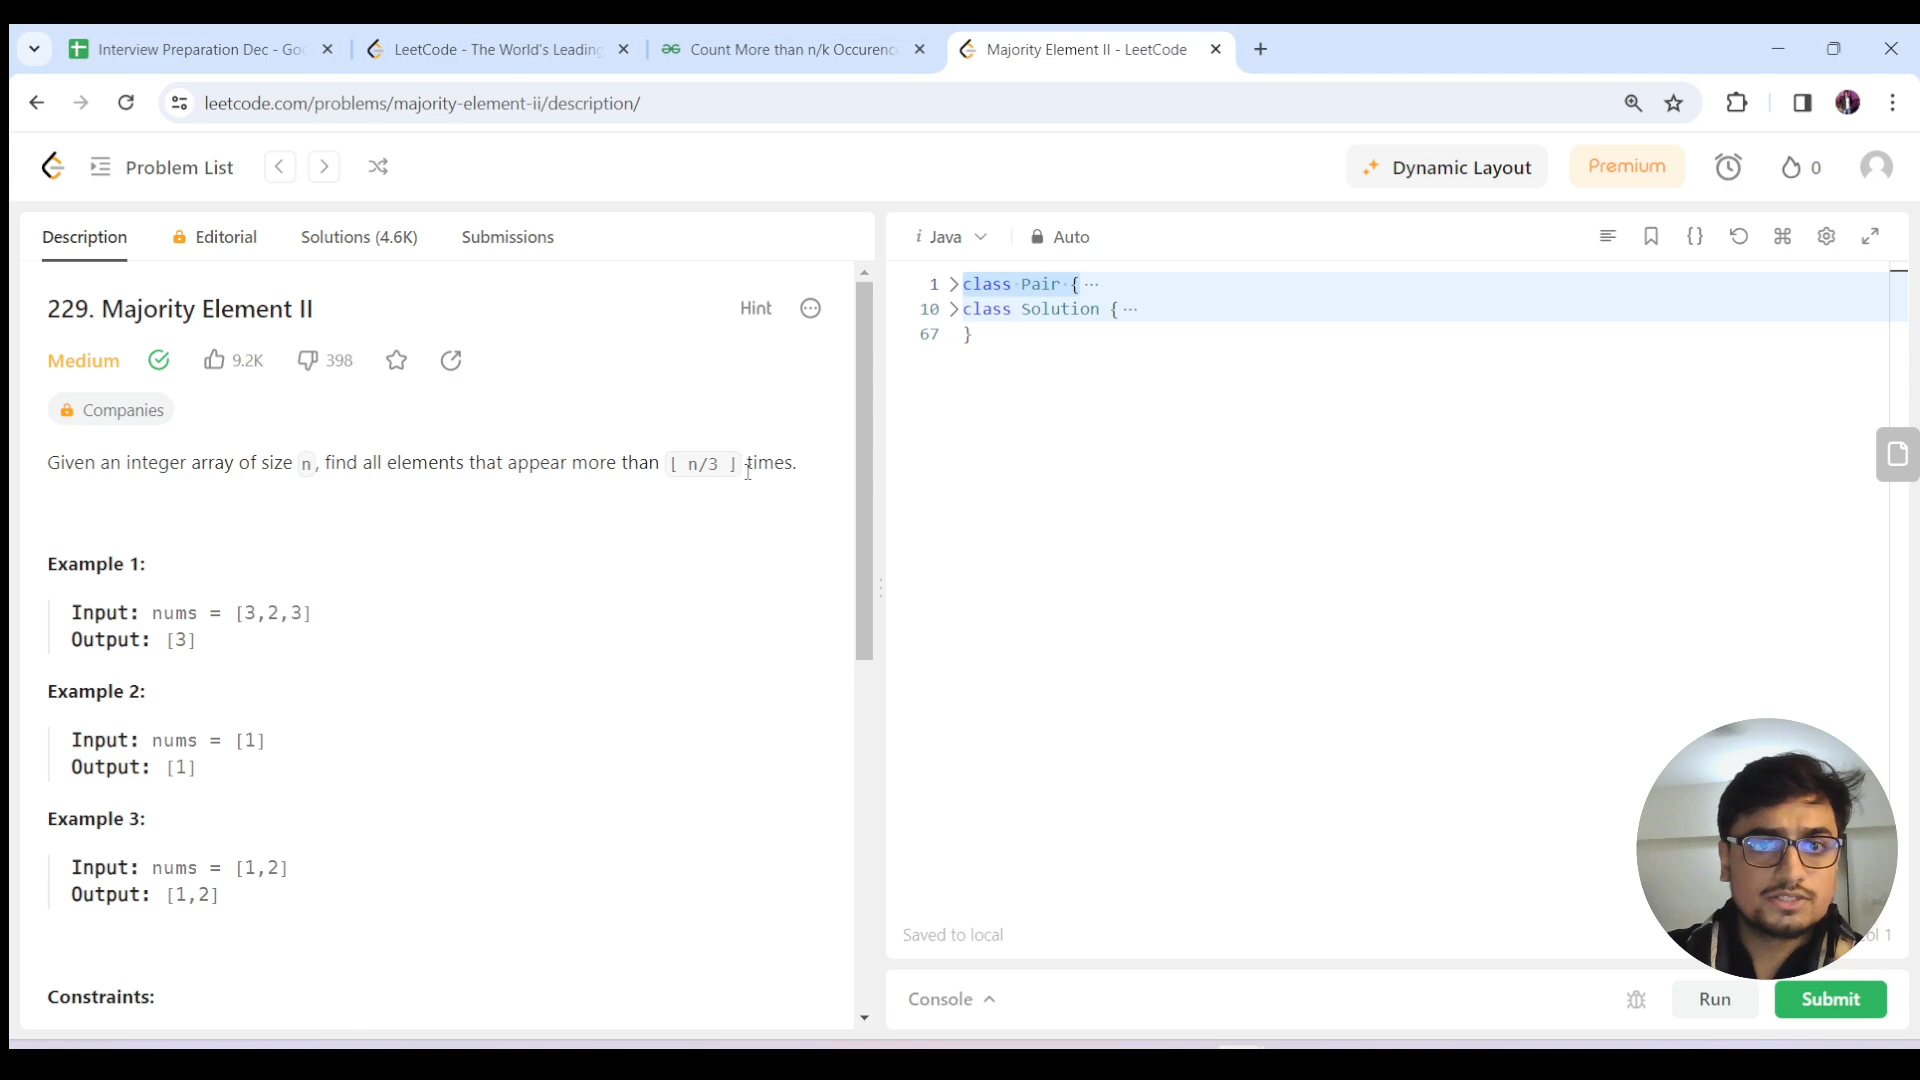 Interview Preparation Dec - Goo
LeetCode - The World's Leading
Count More than n/k Occurenc
Majority Element II - LeetCode
leetcode.com/problems/majority-element-ii/description/
Problem List
Dynamic Layout
Premium
0
Description
Editorial
Solutions (4.6K)
Submissions
i Java
Auto
229. Majority Element II
Hint
Medium
9.2K
398
Companies
Given an integer array of size n, find all elements that appear more than ⌊ n/3 ⌋ times.
Example 1:
Input: nums = [3,2,3]
Output: [3]
Example 2:
Input: nums = [1]
Output: [1]
Example 3:
Input: nums = [1,2]
Output: [1,2]
Constraints:
1 class Pair { ···
10 class Solution { ···
67 }
Saved to local
ol 1
Console
Run
Submit